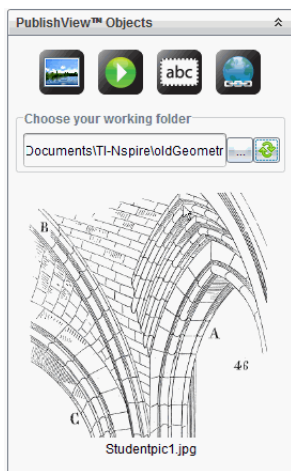 PublishView™ Objects
abc
Choose your working folder
Documents\TI-Nspire\oldGeometr
...
B
A
46
C
Studentpic1.jpg